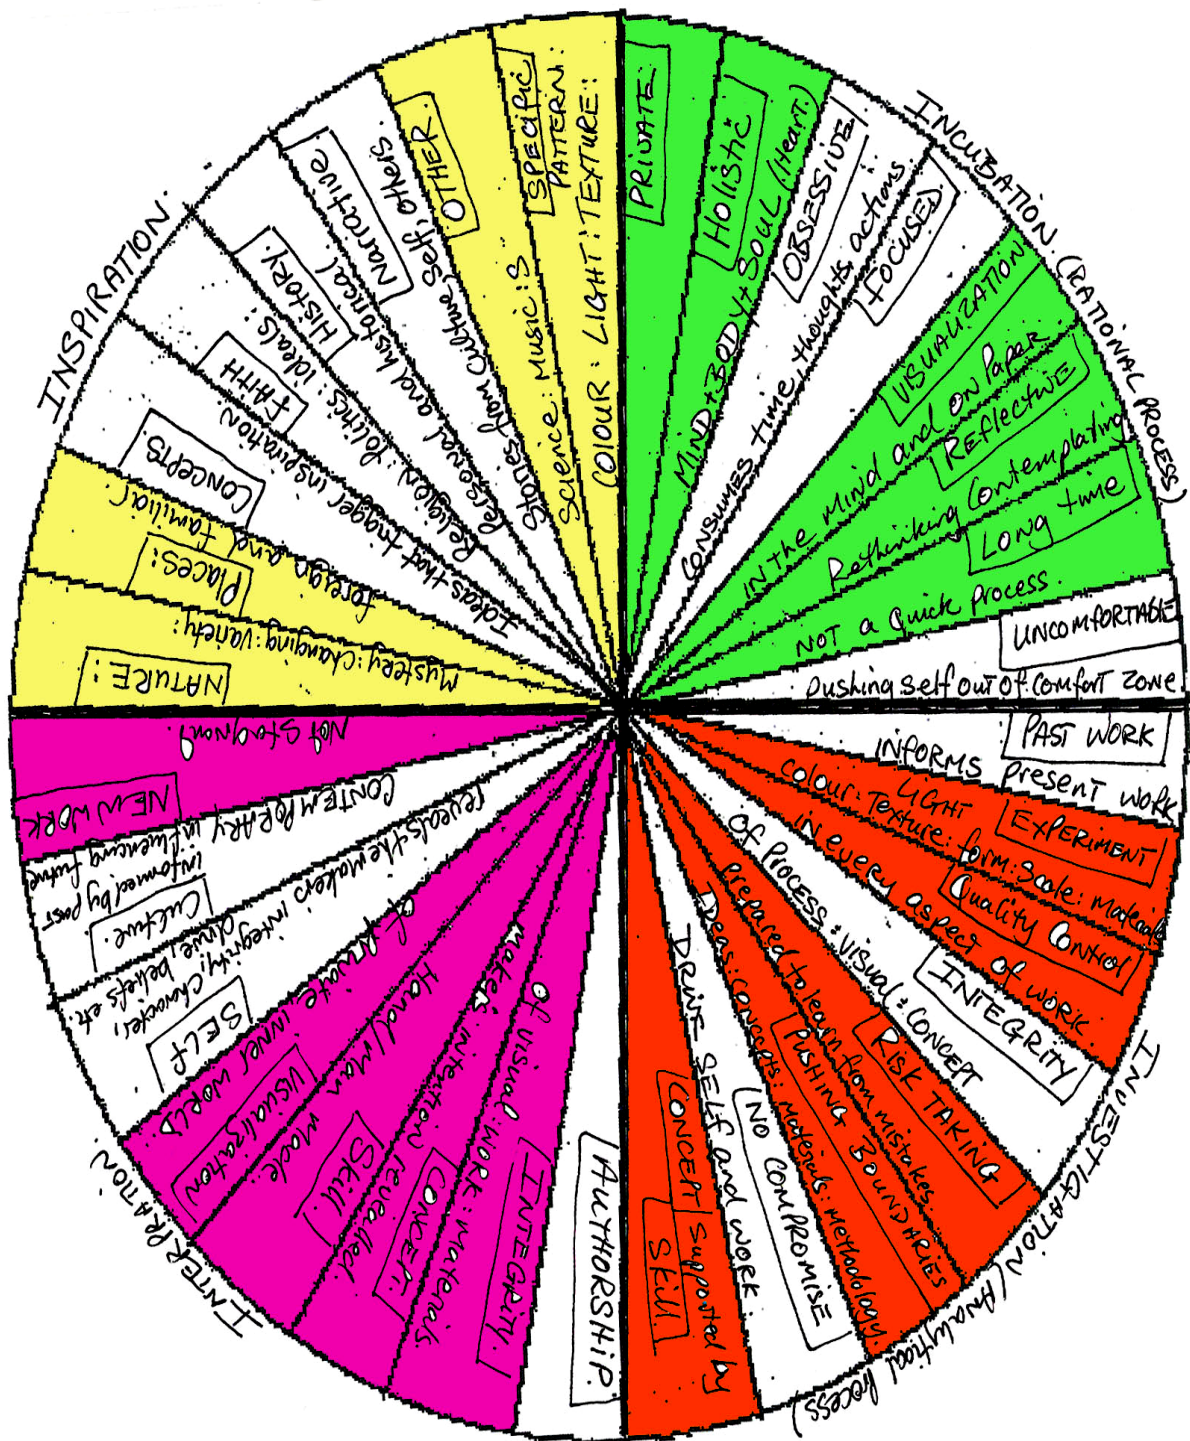 INSPIRATION
NATURE:
Mystery: changing: variety:
Places:
foreign and familiar
CONCEPTS
Ideas that trigger inspiration
FAITH
Religion: Politics: ideals:
HISTORY.
Personal and historical
Narrative
Stories from Culture, Self, others
OTHER.
Science: Music: S
SPECIFIC
PATTERN:
COLOUR: LIGHT: TEXTURE:
INCUBATION. (RATIONAL PROCESS)
PRIVATE
Holistic
MIND + BODY + SOUL (Heart.)
OBSESSIVE
CONSUMES time, thoughts, actions
FOCUSED.
VISUALIZATION
IN the MIND and on Paper
REFLECTIVE
Rethinking Contemplating
Long time
NOT a Quick Process.
UNCOMFORTABLE
Pushing self out of comfort zone
INVESTIGATION (Analytical Process)
PAST WORK
INFORMS Present work
EXPERIMENT
LIGHT
Colour: Texture: form: Scale: Materials
Quality Control
IN every aspect of work
INTEGRITY
Of PROCESS: Visual: CONCEPT
RISK TAKING
Prepared to learn from mistakes.
PUSHING BOUNDARIES
Ideas: Concepts: Materials: Methodology.
NO COMPROMISE
DRIVE SELF and WORK.
CONCEPT Supported by
SKILL
INTERPRATION
AUTHORSHIP.
INTEGRITY.
Of Visual: WORK: Materials.
CONCEPT:
Makers: intention revealled.
SKILL.
Hand/Man made.
VISUALIZATION
of private inner WORLD.
SELF
reveals the Makers integrity, character,
drive, beliefs etc.
Culture.
CONTEMPORARY informed by past
influencing future
NEW WORK
Not Stagnant